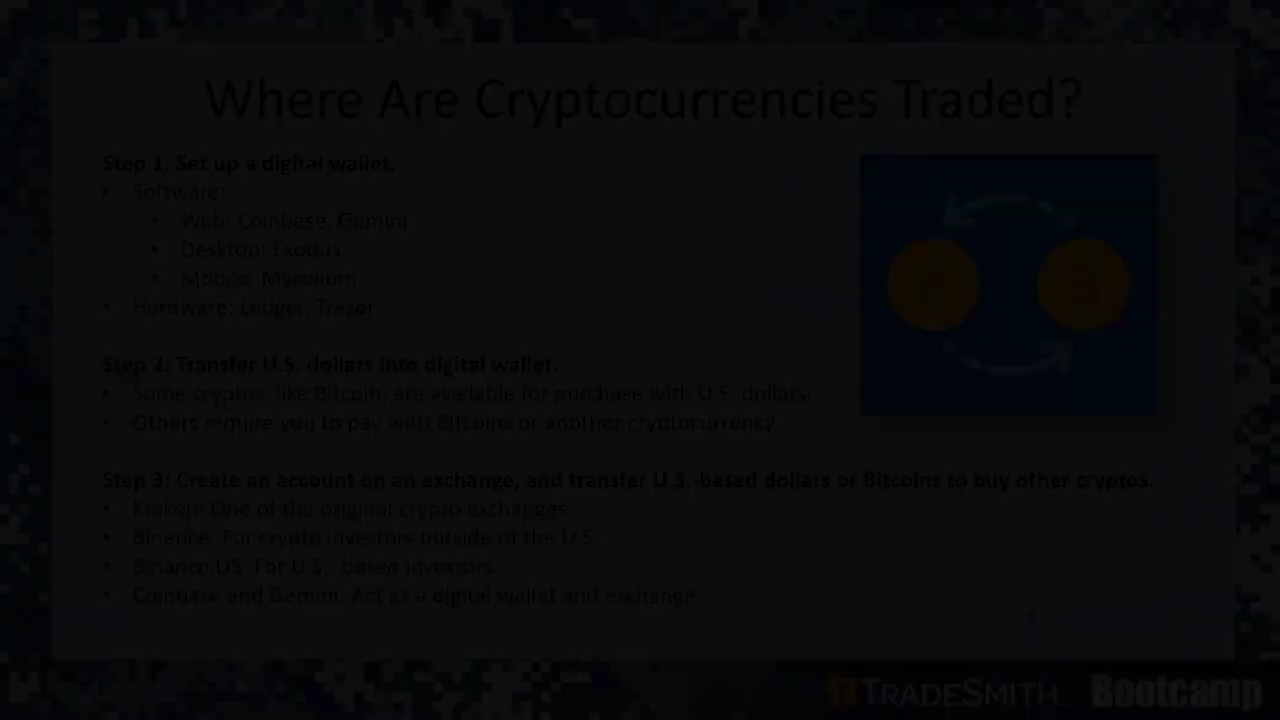 Where Are Cryptocurrencies Traded?
Step 1: Set up a digital wallet.
• Software:
• Web: Coinbase, Gemini
• Desktop: Exodus
• Mobile: Mycelium
• Hardware: Ledger, Trezor
Step 2: Transfer U.S. dollars into digital wallet.
• Some cryptos, like Bitcoin, are available for purchase with U.S. dollars.
• Others require you to pay with Bitcoins or another cryptocurrency
Step 3: Create an account on an exchange, and transfer U.S.-based dollars or Bitcoins to buy other cryptos.
• Kraken: One of the original crypto exchanges
• Binance: For crypto investors outside of the U.S.
• Binance.US: For U.S.-based investors
• Coinbase and Gemini: Act as a digital wallet and exchange
TRADESMITH Bootcamp